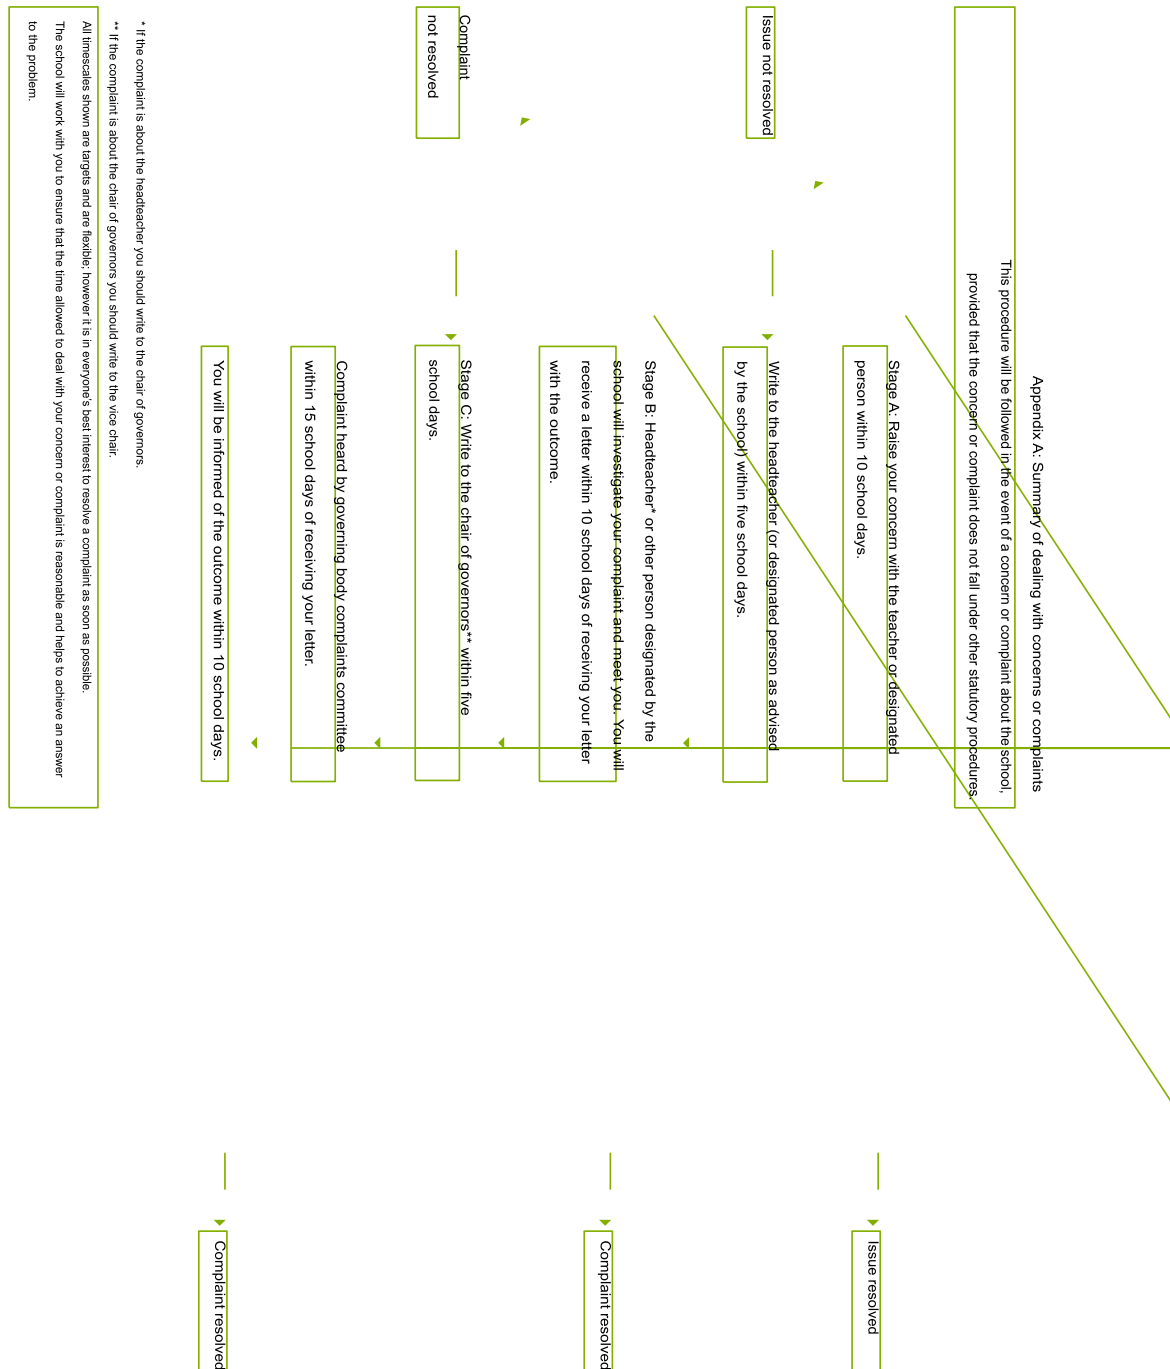 Appendix A: Summary of dealing with concerns or complaints
This procedure will be followed in the event of a concern or complaint about the school,
provided that the concern or complaint does not fall under other statutory procedures.
Stage A: Raise your concern with the teacher or designated
person within 10 school days.
Issue resolved
Issue not resolved
Write to the headteacher (or designated person as advised
by the school) within five school days.
Stage B: Headteacher* or other person designated by the
school will investigate your complaint and meet you. You will
receive a letter within 10 school days of receiving your letter
with the outcome.
Complaint resolved
Complaint
not resolved
Stage C: Write to the chair of governors** within five
school days.
Complaint heard by governing body complaints committee
within 15 school days of receiving your letter.
You will be informed of the outcome within 10 school days.
Complaint resolved
* If the complaint is about the headteacher you should write to the chair of governors.
** If the complaint is about the chair of governors you should write to the vice chair.
All timescales shown are targets and are flexible; however it is in everyone's best interest to resolve a complaint as soon as possible.
The school will work with you to ensure that the time allowed to deal with your concern or complaint is reasonable and helps to achieve an answer
to the problem.